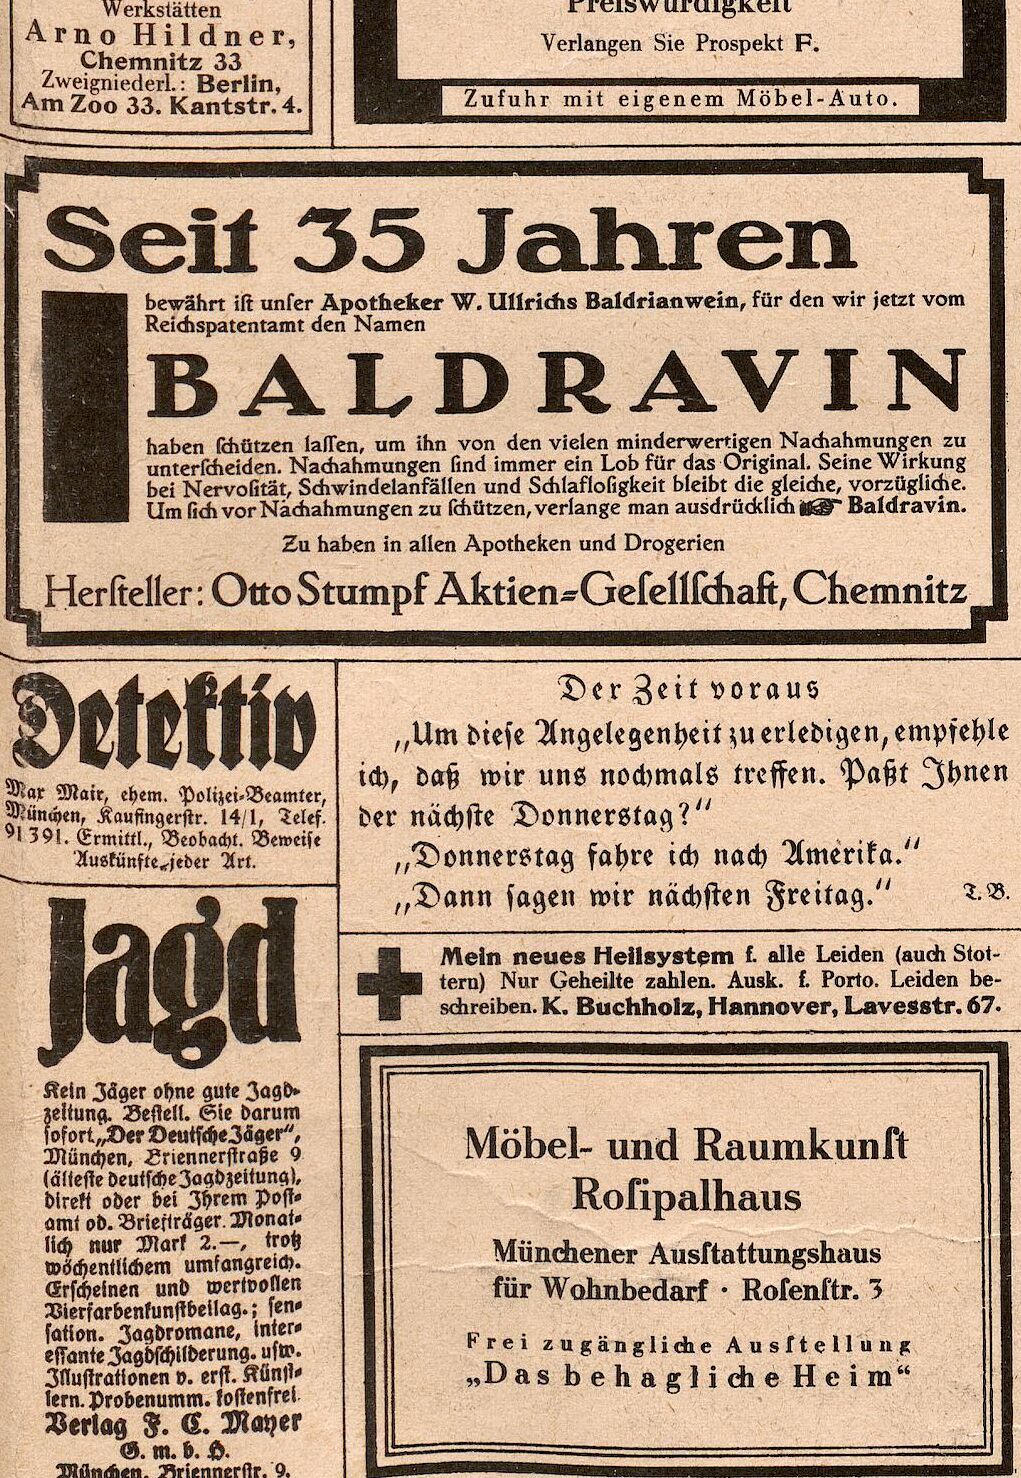 Werkstätten
Arno Hildner,
Chemnitz 33
Zweigniederl.: Berlin,
Am Zoo 33. Kantstr. 4.
Preiswürdigkeit
Verlangen Sie Prospekt F.
Zufuhr mit eigenem Möbel-Auto.
Seit 35 Jahren
bewährt iſt unſer Apotheker W. Ullrichs Baldrianwein, für den wir jetzt vom
Reichspatentamt den Namen
BALDRAVIN
haben ſchützen laſſen, um ihn von den vielen minderwertigen Nachahmungen zu
unterſcheiden. Nachahmungen ſind immer ein Lob für das Original. Seine Wirkung
bei Nervoſität, Schwindelanfällen und Schlafloſigkeit bleibt die gleiche, vorzügliche.
Um ſich vor Nachahmungen zu ſchützen, verlange man ausdrücklich ☛ Baldravin.
Zu haben in allen Apotheken und Drogerien
Herſteller: Otto Stumpf Aktien-Geſellſchaft, Chemnitz
Detektiv
Max Mair, ehem. Polizei-Beamter,
München, Kaufingerſtr. 14/1, Telef.
91391. Ermittl., Beobacht. Beweiſe
Auskünfte jeder Art.
Jagd
Kein Jäger ohne gute Jagd-
zeitung. Beſtell. Sie darum
ſofort „Der Deutſche Jäger“,
München, Briennerſtraße 9
(älteſte deutſche Jagdzeitung),
direkt oder bei Ihrem Poſt-
amt od. Briefträger. Monat-
lich nur Mark 2.—, trotz
wöchentlichem umfangreich.
Erſcheinen und wertvollen
Vierfarbenkunſtbeilag.; ſen-
ſation. Jagdromane, inter-
eſſante Jagdſchilderung. uſw.
Illuſtrationen v. erſt. Künſt-
lern. Probenumm. koſtenfrei.
Verlag F. C. Mayer
G. m. b. H.
München, Briennerſtr. 9.
Der Zeit voraus
„Um dieſe Angelegenheit zu erledigen, empfehle
ich, daß wir uns nochmals treffen. Paßt Ihnen
der nächſte Donnerstag?“
„Donnerstag fahre ich nach Amerika.“
„Dann ſagen wir nächſten Freitag.“ T. B.
Mein neues Heilsystem f. alle Leiden (auch Stot-
tern) Nur Geheilte zahlen. Ausk. f. Porto. Leiden be-
schreiben. K. Buchholz, Hannover, Lavesstr. 67.
Möbel- und Raumkunſt
Roſipalhaus
Münchener Ausſtattungshaus
für Wohnbedarf · Roſenſtr. 3
Frei zugängliche Ausſtellung
„Das behagliche Heim“